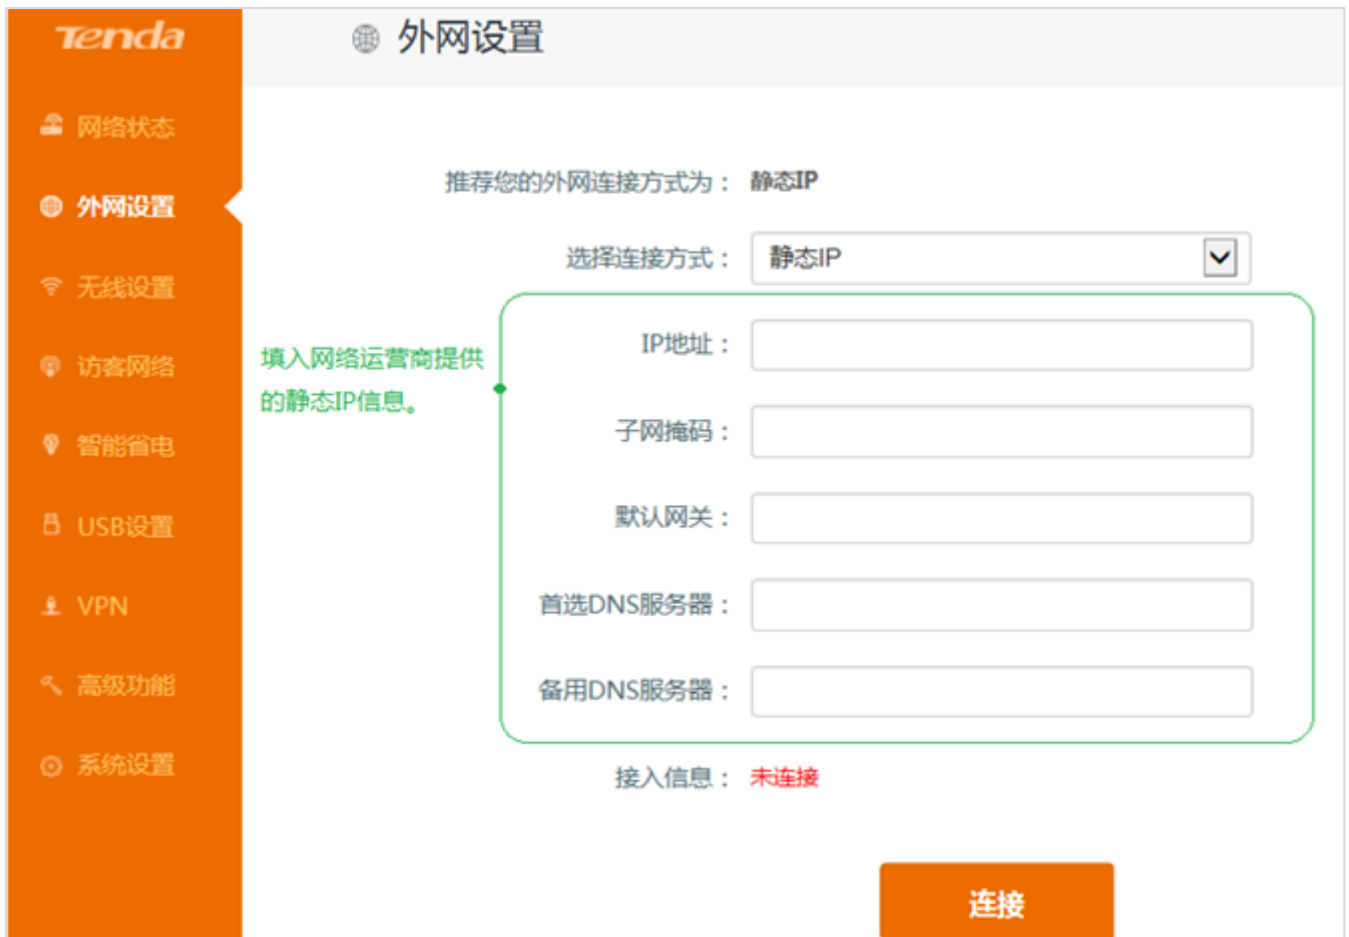 Tenda
外网设置
网络状态
外网设置
无线设置
访客网络
智能省电
USB设置
VPN
高级功能
系统设置
推荐您的外网连接方式为： 静态IP
选择连接方式： 静态IP
填入网络运营商提供
的静态IP信息。
IP地址：
子网掩码：
默认网关：
首选DNS服务器：
备用DNS服务器：
接入信息： 未连接
连接